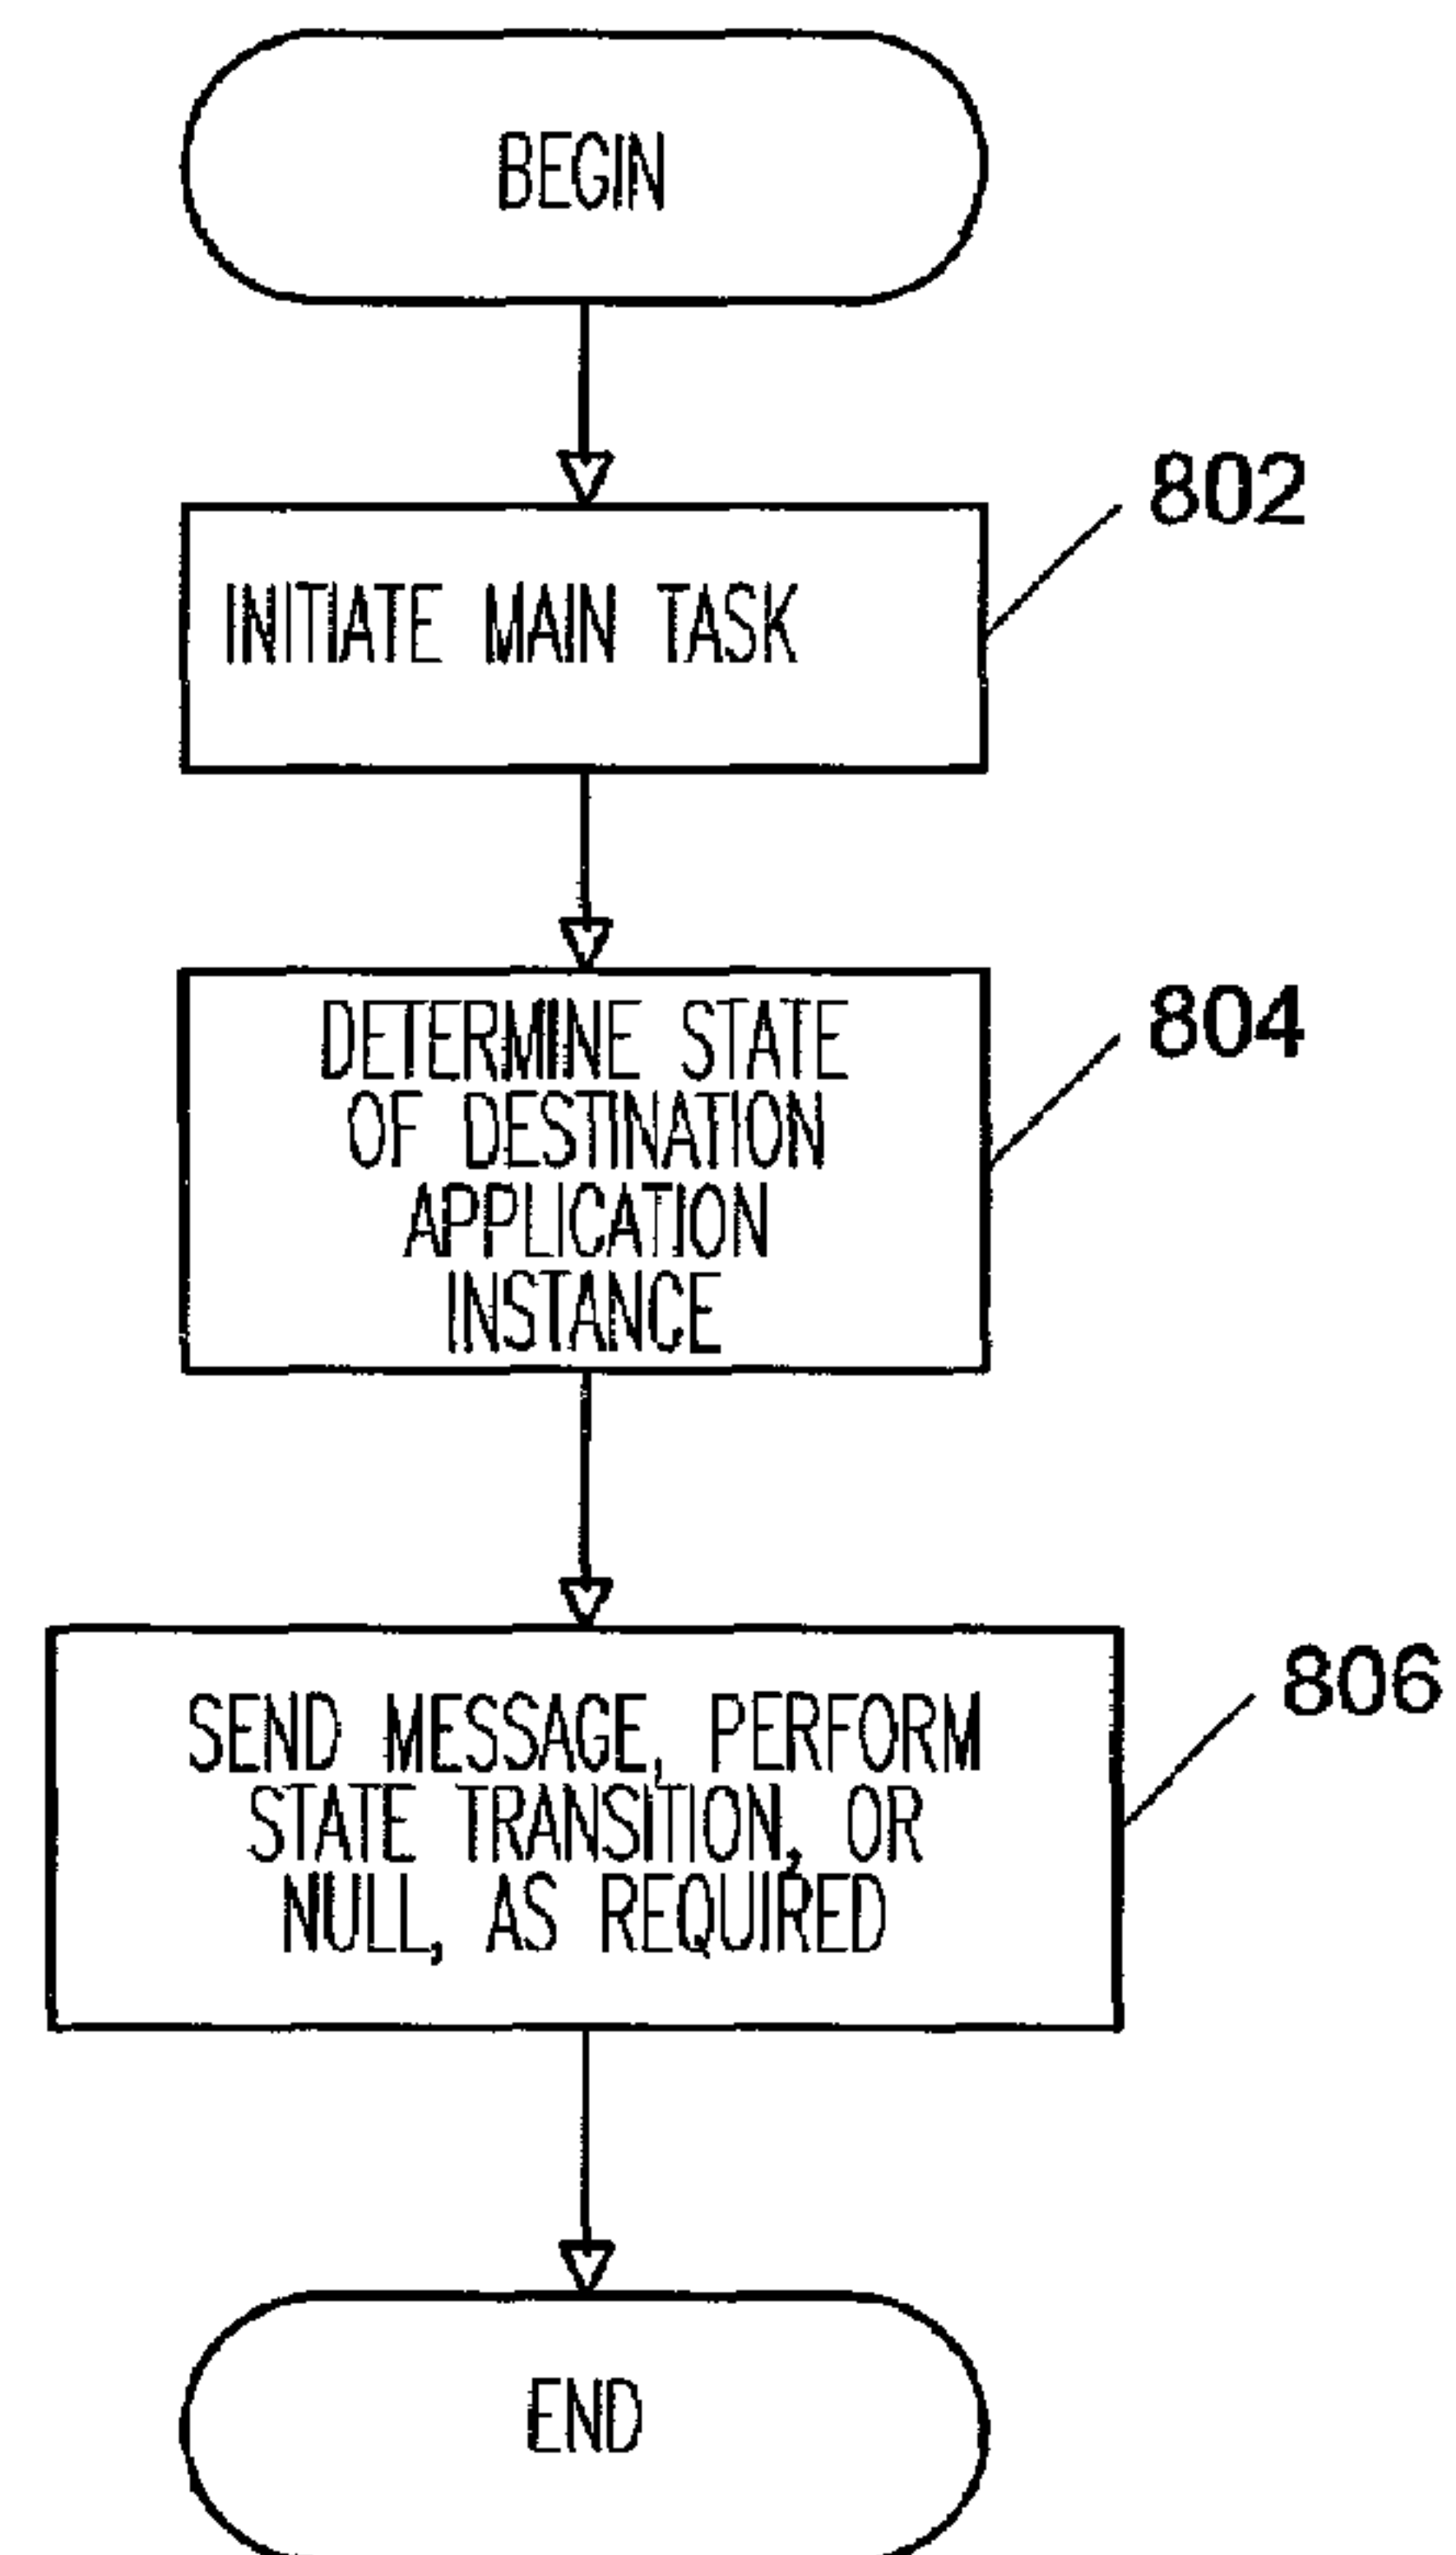 BEGIN
802
INITIATE MAIN TASK
804
DETERMINE STATE
OF DESTINATION
APPLICATION
INSTANCE
806
SEND MESSAGE, PERFORM
STATE TRANSITION, OR
NULL, AS REQUIRED
END